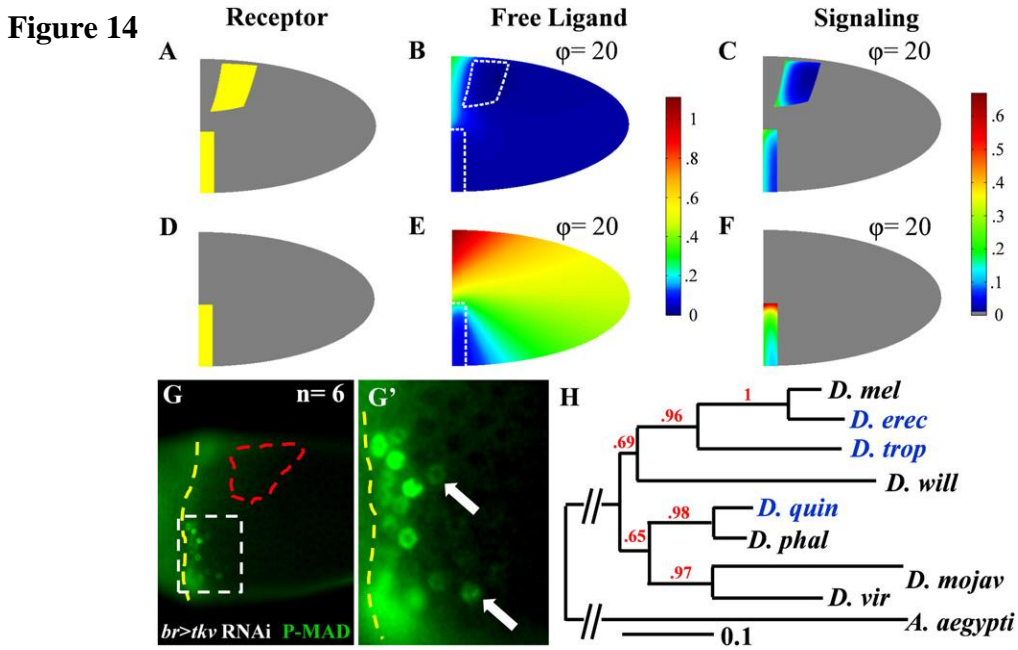 Figure 14
Receptor
Free Ligand
Signaling
A
B
φ= 20
C
φ= 20
1
.8
.6
.4
.2
0
.6
.5
.4
.3
.2
.1
0
D
E
φ= 20
F
φ= 20
G
n= 6
br>tkv RNAi P-MAD
G’
H
1
.96
.69
.98
.65
.97
D. mel
D. erec
D. trop
D. will
D. quin
D. phal
D. mojav
D. vir
A. aegypti
0.1